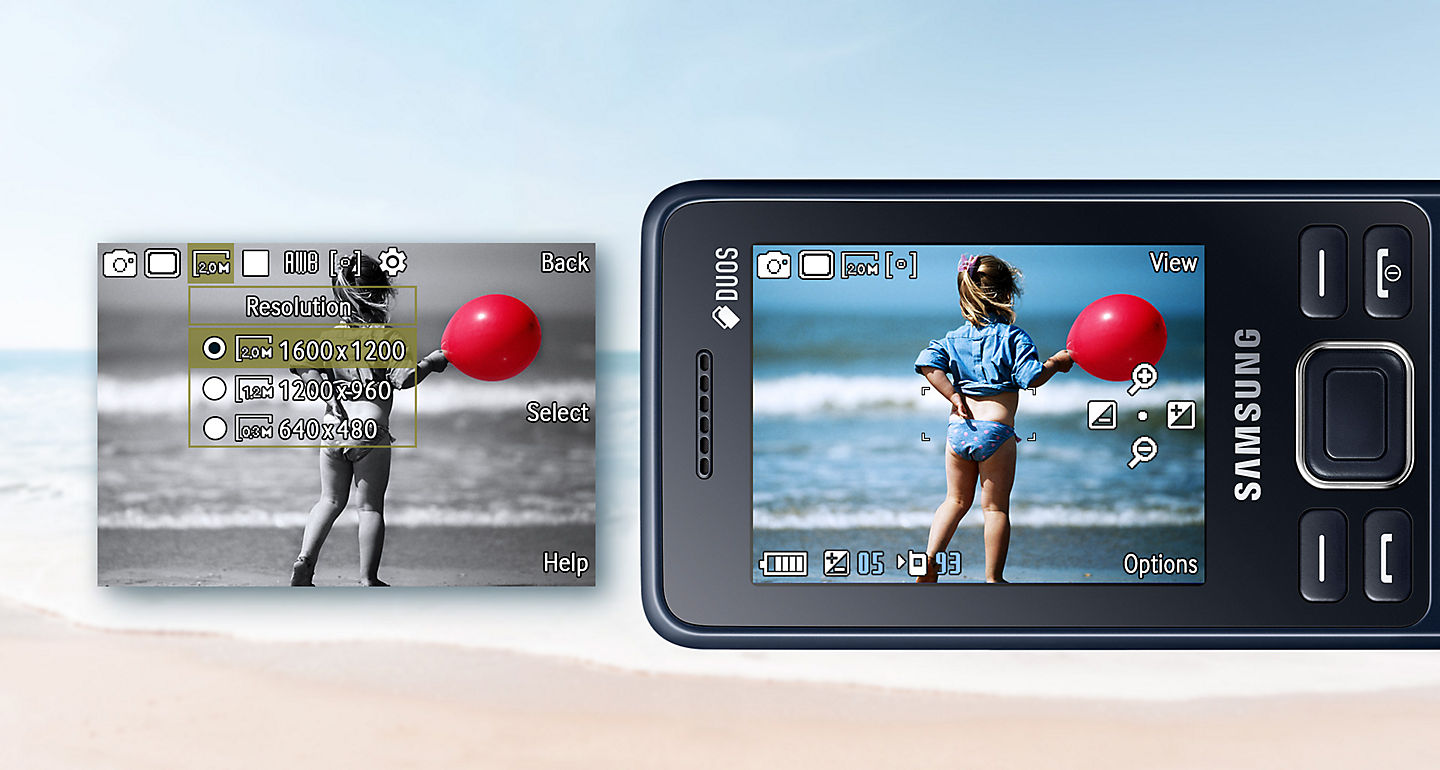 2.0M
AWB
Back
Resolution
2.0M 1600x1200
1.2M 1200x960
Select
0.3M 640x480
Help
DUOS
2.0M
View
05
93
Options
SAMSUNG